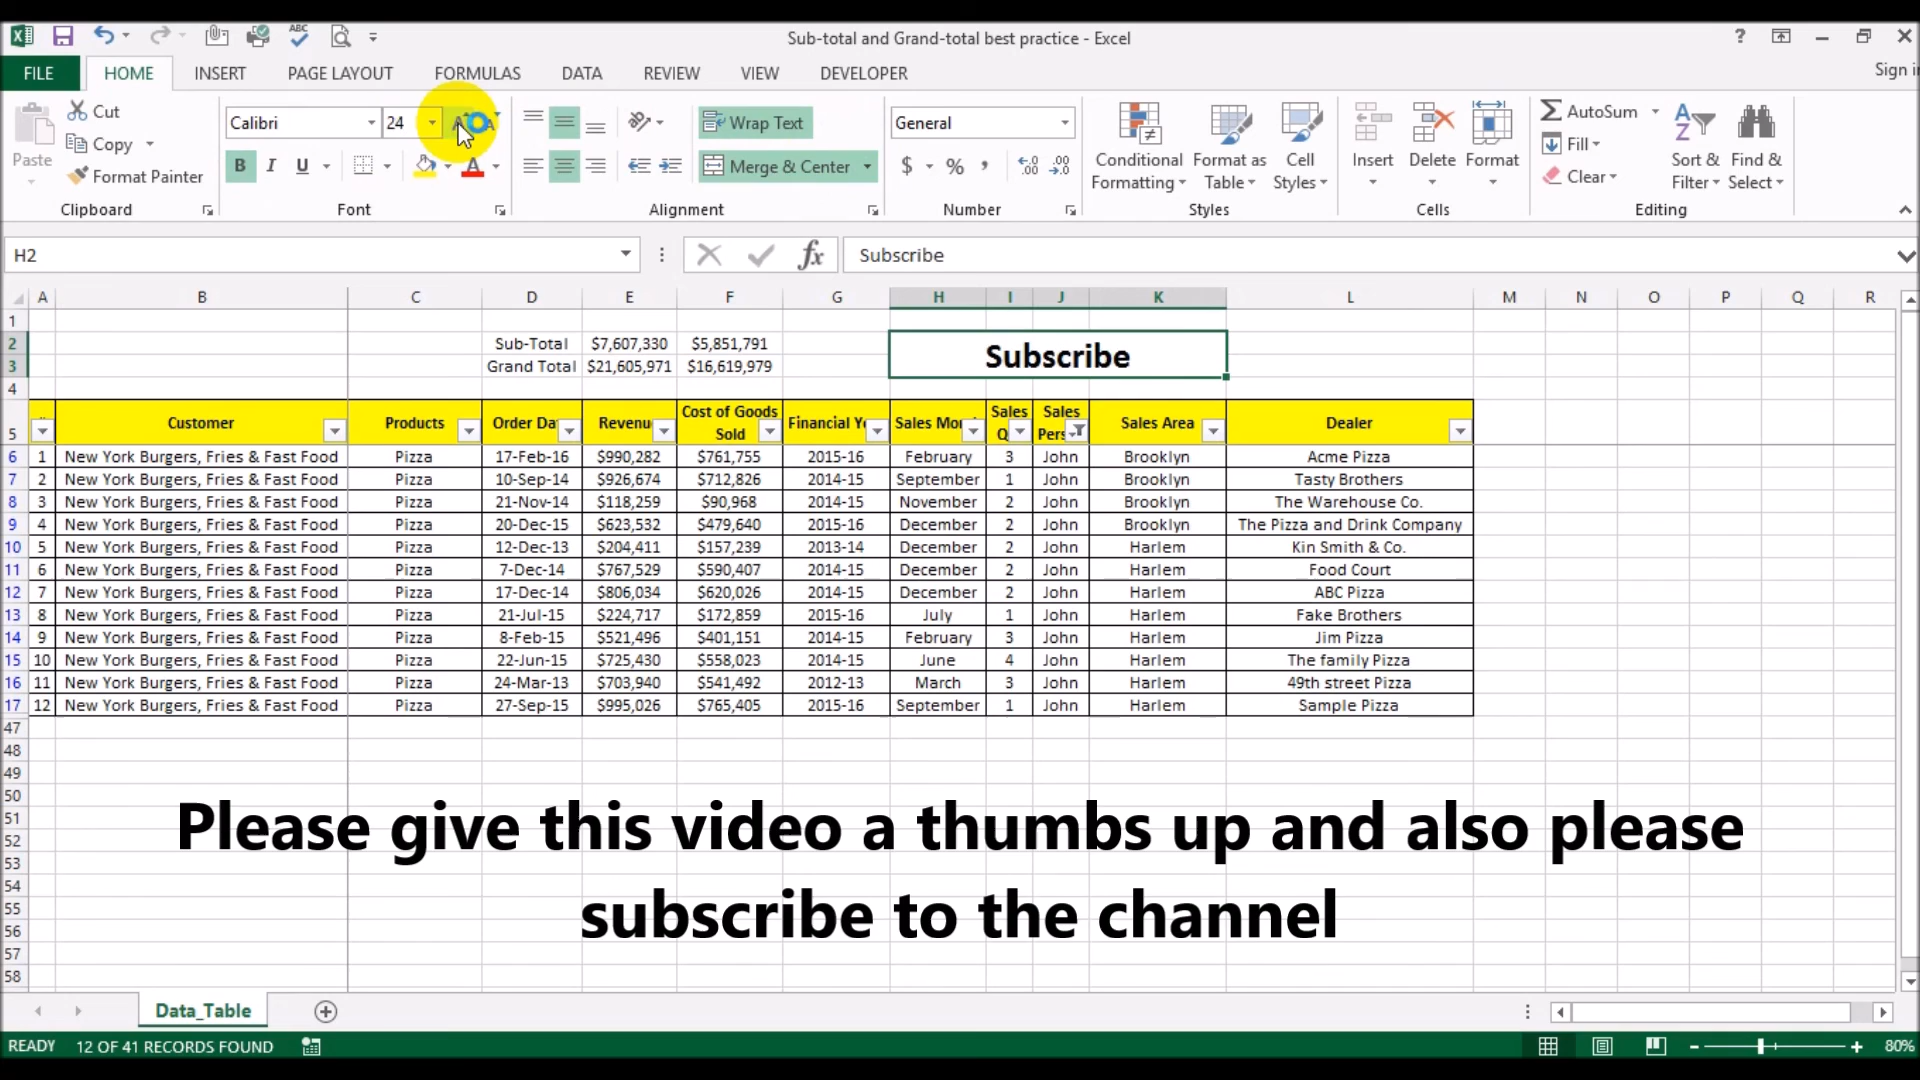 Sub-total and Grand-total best practice - Excel
?
Sign in
FILE HOME INSERT PAGE LAYOUT FORMULAS DATA REVIEW VIEW DEVELOPER
Paste Cut Copy Format Painter
Calibri 24
B I U
Wrap Text
Merge & Center
General
$ %
Conditional Formatting
Format as Table
Cell Styles
Insert Delete Format
AutoSum Fill Clear
Sort & Filter
Find & Select
Clipboard Font Alignment Number Styles Cells Editing
H2 fx Subscribe
A B C D E F G H I J K L M N O P Q R
1
2 Sub-Total $7,607,330 $5,851,791 Subscribe
3 Grand Total $21,605,971 $16,619,979
4
5 Customer Products Order Da Revenu Cost of Goods Sold Financial Y Sales Mo Sales Q Sales Pers Sales Area Dealer
6 1 New York Burgers, Fries & Fast Food Pizza 17-Feb-16 $990,282 $761,755 2015-16 February 3 John Brooklyn Acme Pizza
7 2 New York Burgers, Fries & Fast Food Pizza 10-Sep-14 $926,674 $712,826 2014-15 September 1 John Brooklyn Tasty Brothers
8 3 New York Burgers, Fries & Fast Food Pizza 21-Nov-14 $118,259 $90,968 2014-15 November 2 John Brooklyn The Warehouse Co.
9 4 New York Burgers, Fries & Fast Food Pizza 20-Dec-15 $623,532 $479,640 2015-16 December 2 John Brooklyn The Pizza and Drink Company
10 5 New York Burgers, Fries & Fast Food Pizza 12-Dec-13 $204,411 $157,239 2013-14 December 2 John Harlem Kin Smith & Co.
11 6 New York Burgers, Fries & Fast Food Pizza 7-Dec-14 $767,529 $590,407 2014-15 December 2 John Harlem Food Court
12 7 New York Burgers, Fries & Fast Food Pizza 17-Dec-14 $806,034 $620,026 2014-15 December 2 John Harlem ABC Pizza
13 8 New York Burgers, Fries & Fast Food Pizza 21-Jul-15 $224,717 $172,859 2015-16 July 1 John Harlem Fake Brothers
14 9 New York Burgers, Fries & Fast Food Pizza 8-Feb-15 $521,496 $401,151 2014-15 February 3 John Harlem Jim Pizza
15 10 New York Burgers, Fries & Fast Food Pizza 22-Jun-15 $725,430 $558,023 2014-15 June 4 John Harlem The family Pizza
16 11 New York Burgers, Fries & Fast Food Pizza 24-Mar-13 $703,940 $541,492 2012-13 March 3 John Harlem 49th street Pizza
17 12 New York Burgers, Fries & Fast Food Pizza 27-Sep-15 $995,026 $765,405 2015-16 September 1 John Harlem Sample Pizza
47
48
49
50
51
52
53
54
55
56
57
58
Please give this video a thumbs up and also please
subscribe to the channel
Data_Table
READY 12 OF 41 RECORDS FOUND 80%